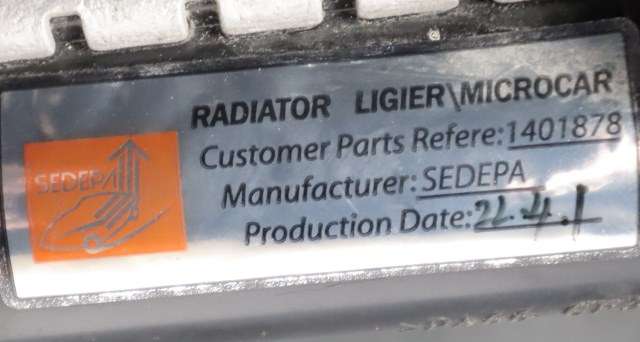 RADIATOR LIGIER\MICROCAR
Customer Parts Refere:1401878
Manufacturer: SEDEPA
Production Date:22.4.1
SEDEPA